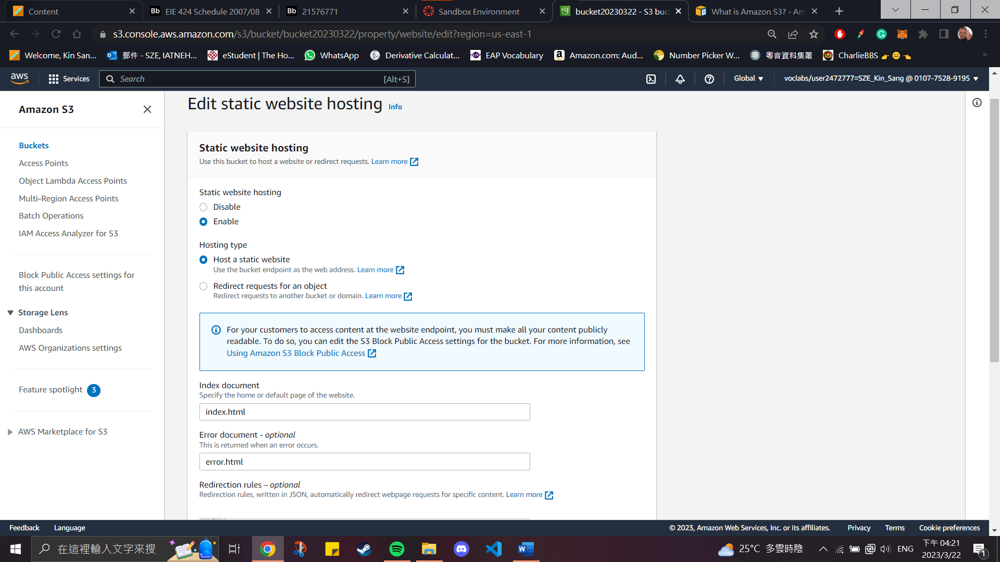 Content
Bb EIE 424 Schedule 2007/08
Bb 21576771
Sandbox Environment
bucket20230322 - S3 buc
What is Amazon S3? - Am
s3.console.aws.amazon.com/s3/bucket/bucket20230322/property/website/edit?region=us-east-1
Welcome, Kin San...
郵件 - SZE, IATNEH...
eStudent | The Ho...
WhatsApp
Derivative Calculat...
EAP Vocabulary
Amazon.com: Aud...
Number Picker W...
粵音資料集叢
CharlieBBS 👉😑👈
»
aws
Services
Search
[Alt+S]
Global
voclabs/user2472777=SZE_Kin_Sang @ 0107-7528-9195
Amazon S3
Buckets
Access Points
Object Lambda Access Points
Multi-Region Access Points
Batch Operations
IAM Access Analyzer for S3
Block Public Access settings for
this account
Storage Lens
Dashboards
AWS Organizations settings
Feature spotlight 3
AWS Marketplace for S3
Edit static website hosting Info
Static website hosting
Use this bucket to host a website or redirect requests. Learn more
Static website hosting
Disable
Enable
Hosting type
Host a static website
Use the bucket endpoint as the web address. Learn more
Redirect requests for an object
Redirect requests to another bucket or domain. Learn more
For your customers to access content at the website endpoint, you must make all your content publicly
readable. To do so, you can edit the S3 Block Public Access settings for the bucket. For more information, see
Using Amazon S3 Block Public Access
Index document
Specify the home or default page of the website.
index.html
Error document - optional
This is returned when an error occurs.
error.html
Redirection rules – optional
Redirection rules, written in JSON, automatically redirect webpage requests for specific content. Learn more
Feedback
Language
© 2023, Amazon Web Services, Inc. or its affiliates.
Privacy
Terms
Cookie preferences
在這裡輸入文字來搜
25°C 多雲時陰
ENG
下午 04:21
2023/3/22
1